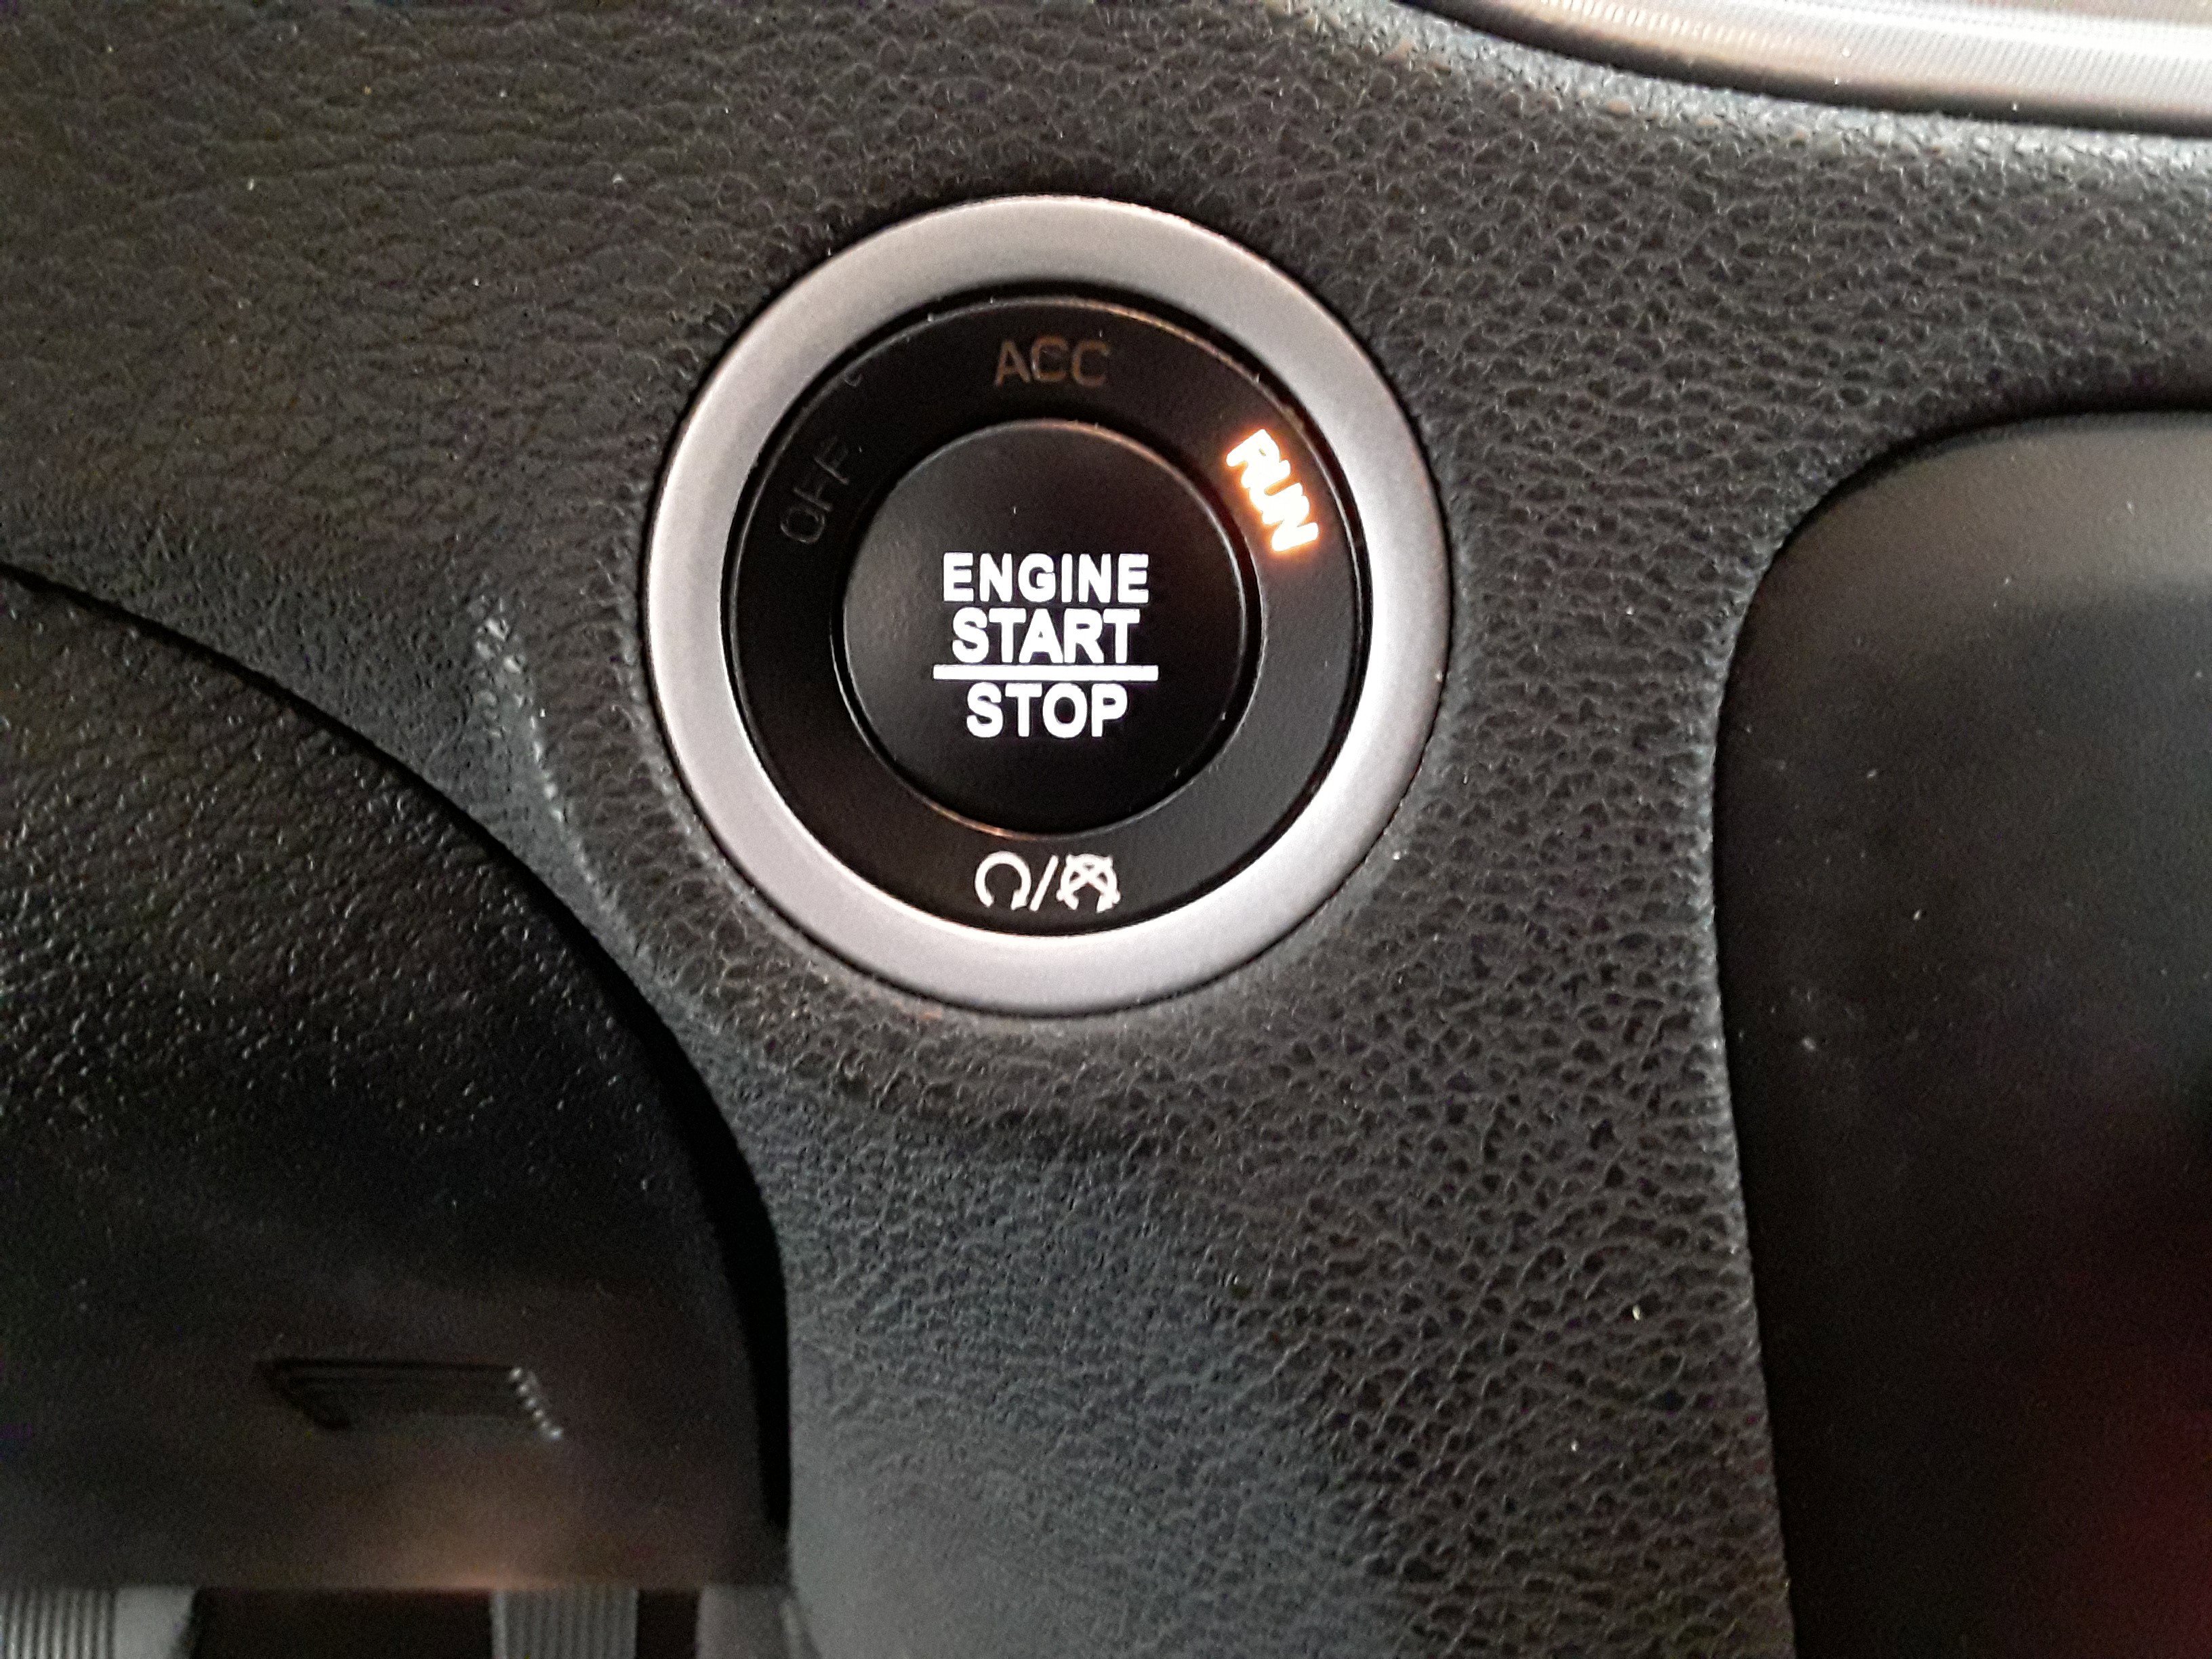 ACC
OFF
RUN
ENGINE
START
STOP